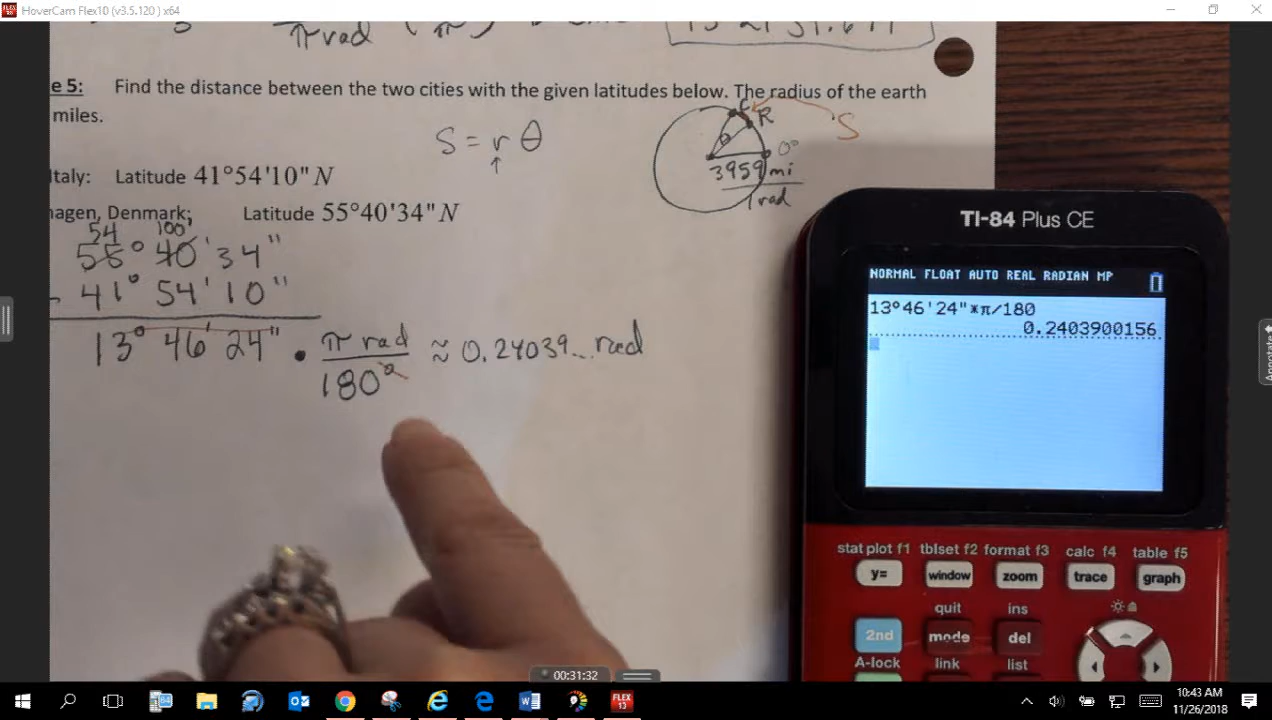 HoverCam Flex10 (v3.5.120) x64
π rad
e 5: Find the distance between the two cities with the given latitudes below. The radius of the earth
miles.
S = r θ
R
S
0°
3959 mi
1 rad
Italy: Latitude 41°54'10" N
hagen, Denmark; Latitude 55°40'34" N
54 100
55° 40' 34"
- 41° 54' 10"
13° 46' 24" · π rad ≈ 0.24039... rad
180°
TI-84 Plus CE
NORMAL FLOAT AUTO REAL RADIAN MP
13°46'24"*π/180
0.2403900156
stat plot f1 tblset f2 format f3 calc f4 table f5
y= window zoom trace graph
quit ins
2nd mode del
A-lock link list
00:31:32
FLEX
10:43 AM
11/26/2018